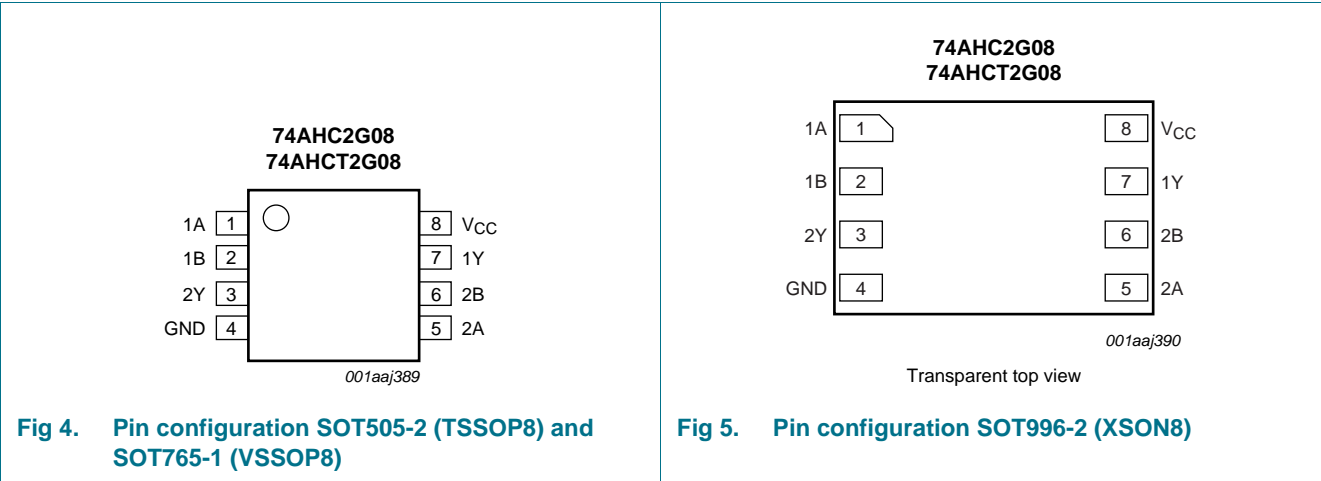 74AHC2G08
74AHCT2G08
1A 1 8 VCC
1B 2 7 1Y
2Y 3 6 2B
GND 4 5 2A
001aaj389
Fig 4. Pin configuration SOT505-2 (TSSOP8) and
SOT765-1 (VSSOP8)
74AHC2G08
74AHCT2G08
1A 1 8 VCC
1B 2 7 1Y
2Y 3 6 2B
GND 4 5 2A
001aaj390
Transparent top view
Fig 5. Pin configuration SOT996-2 (XSON8)